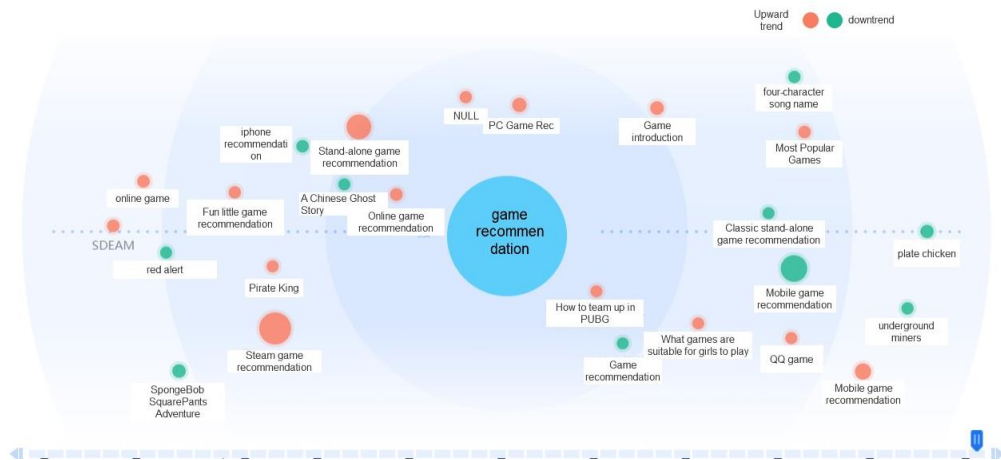 Upward
trend
downtrend
four-character
song name
NULL
PC Game Rec
Game
introduction
Most Popular
Games
iphone
recommendati
on
Stand-alone game
recommendation
online game
Fun little game
recommendation
A Chinese Ghost
Story
Online game
recommendation
game
recommen
dation
Classic stand-alone
game recommendation
SDEAM
plate chicken
red alert
Pirate King
Mobile game
recommendation
How to team up in
PUBG
underground
miners
Steam game
recommendation
What games are
suitable for girls to play
QQ game
Game
recommendation
SpongeBob
SquarePants
Adventure
Mobile game
recommendation